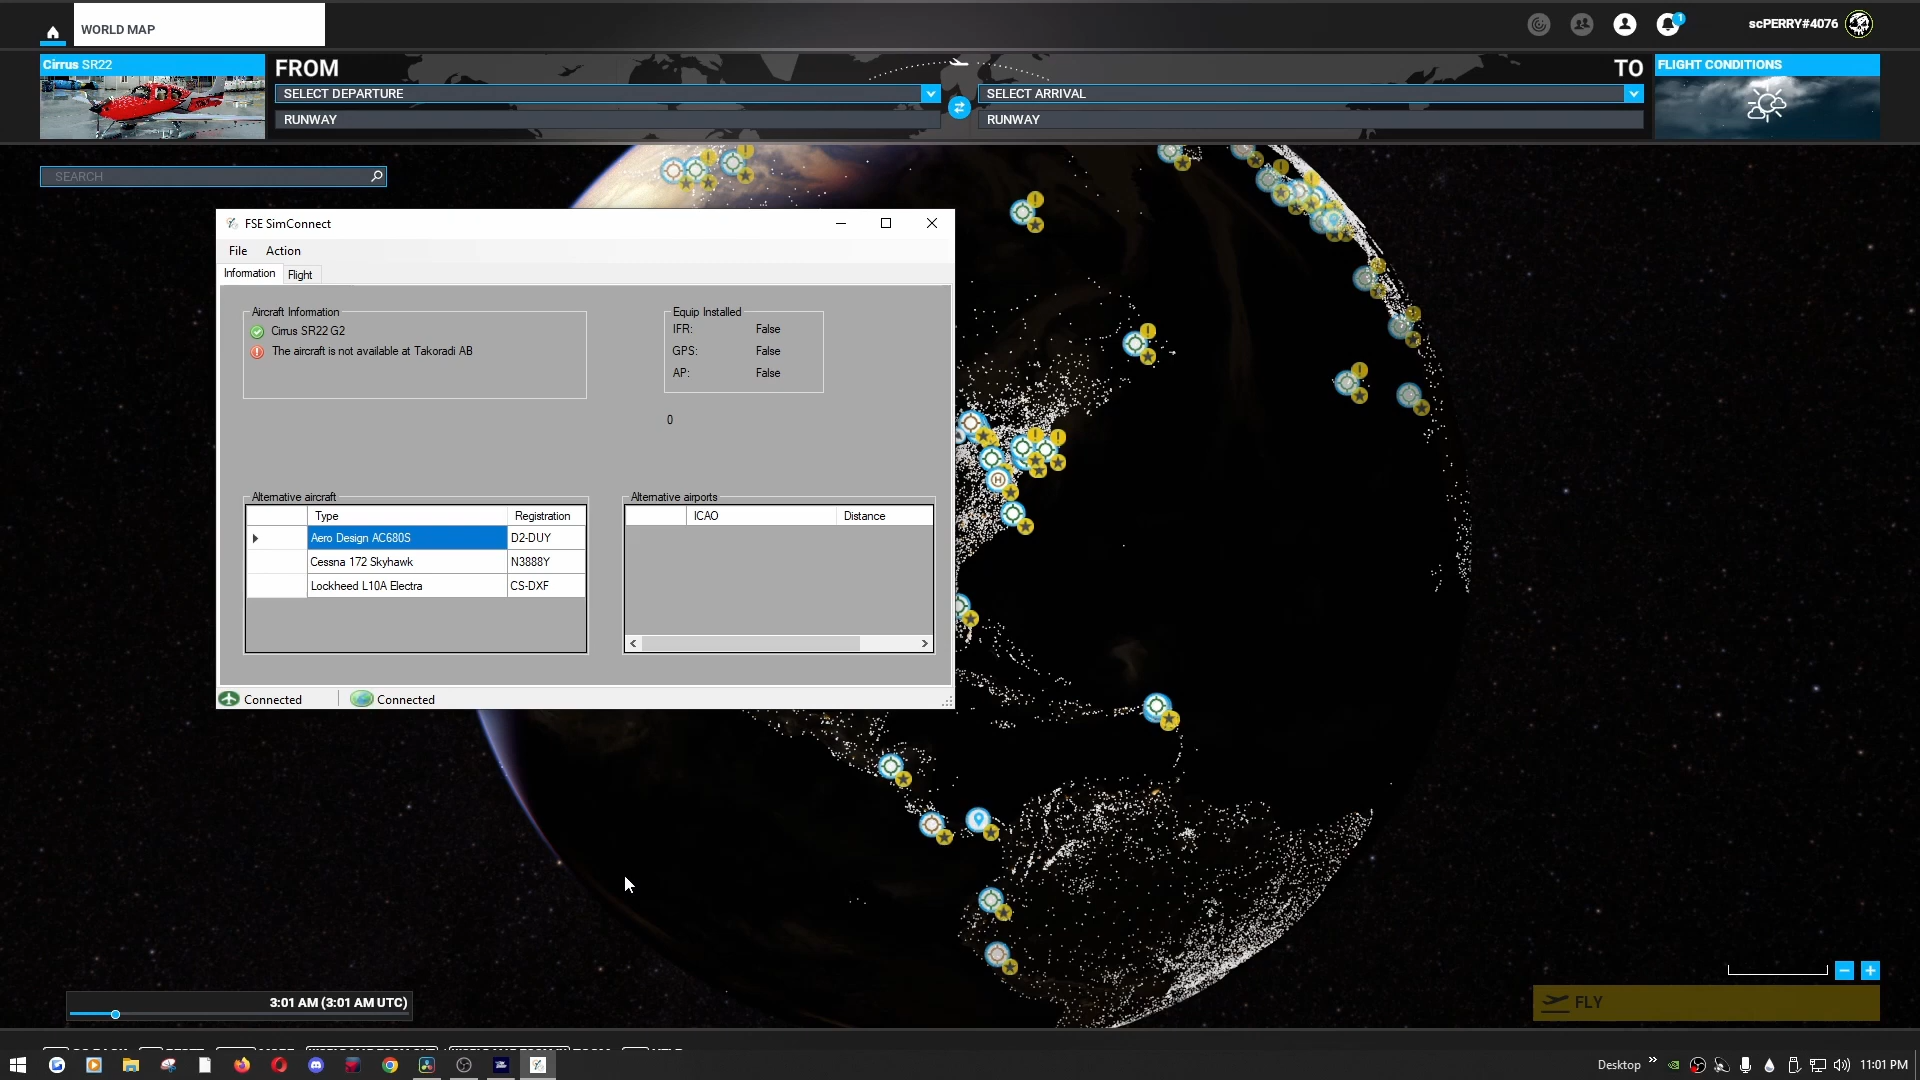 WORLD MAP
1
scPERRY#4076
Cirrus SR22
FROM
TO
FLIGHT CONDITIONS
SELECT DEPARTURE
SELECT ARRIVAL
RUNWAY
RUNWAY
SEARCH
FSE SimConnect
File Action
Information Flight
Aircraft Information
Cirrus SR22 G2
The aircraft is not available at Takoradi AB
Equip Installed
IFR: False
GPS: False
AP: False
0
Alternative aircraft
Type Registration
Aero Design AC680S D2-DUY
Cessna 172 Skyhawk N3888Y
Lockheed L10A Electra CS-DXF
Alternative airports
ICAO Distance
Connected Connected
H
3:01 AM (3:01 AM UTC)
FLY
Desktop
11:01 PM